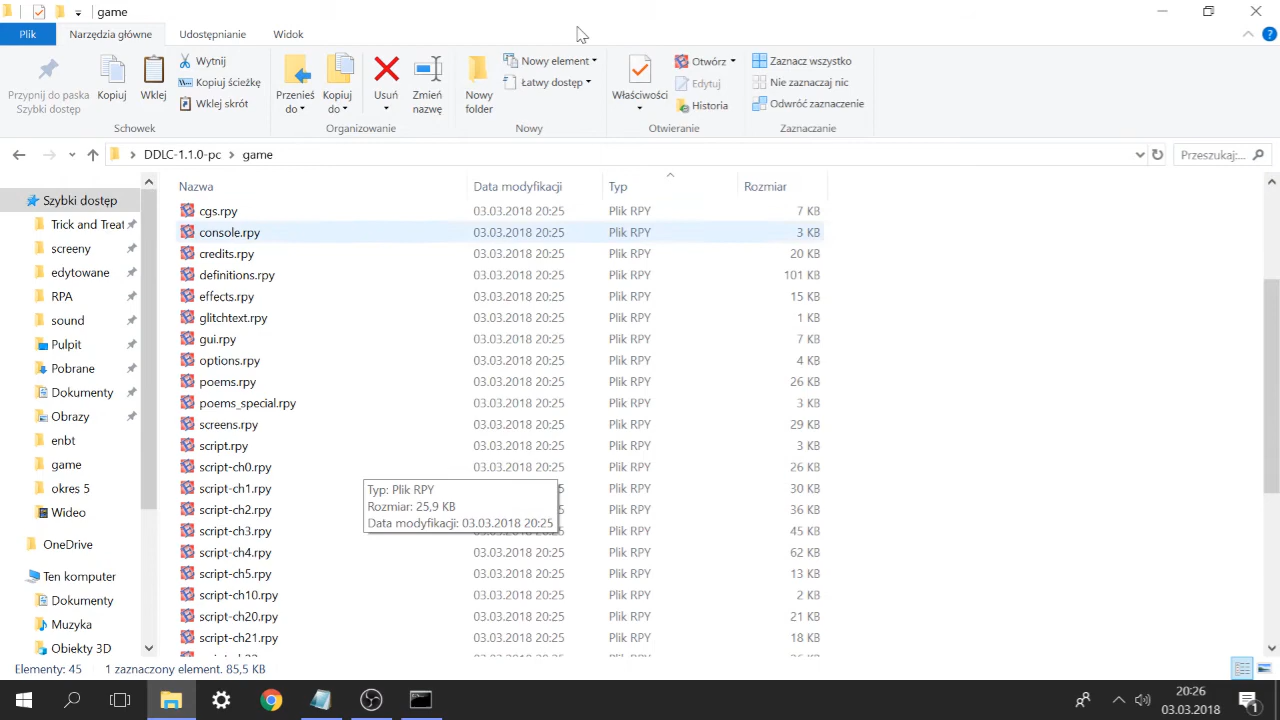 game
Plik Narzędzia główne Udostępnianie Widok
Przypnij do paska Szybki dostęp
Kopiuj
Wklej
Wytnij
Kopiuj ścieżkę
Wklej skrót
Schowek
Przenieś do
Kopiuj do
Usuń
Zmień nazwę
Organizowanie
Nowy folder
Nowy element
Łatwy dostęp
Nowy
Właściwości
Otwórz
Edytuj
Historia
Otwieranie
Zaznacz wszystko
Nie zaznaczaj nic
Odwróć zaznaczenie
Zaznaczanie
DDLC-1.1.0-pc > game
Przeszukaj:...
Szybki dostęp
Trick and Treat
screeny
edytowane
RPA
sound
Pulpit
Pobrane
Dokumenty
Obrazy
enbt
game
okres 5
Wideo
OneDrive
Ten komputer
Dokumenty
Muzyka
Obiekty 3D
Nazwa Data modyfikacji Typ Rozmiar
cgs.rpy 03.03.2018 20:25 Plik RPY 7 KB
console.rpy 03.03.2018 20:25 Plik RPY 3 KB
credits.rpy 03.03.2018 20:25 Plik RPY 20 KB
definitions.rpy 03.03.2018 20:25 Plik RPY 101 KB
effects.rpy 03.03.2018 20:25 Plik RPY 15 KB
glitchtext.rpy 03.03.2018 20:25 Plik RPY 1 KB
gui.rpy 03.03.2018 20:25 Plik RPY 7 KB
options.rpy 03.03.2018 20:25 Plik RPY 4 KB
poems.rpy 03.03.2018 20:25 Plik RPY 26 KB
poems_special.rpy 03.03.2018 20:25 Plik RPY 3 KB
screens.rpy 03.03.2018 20:25 Plik RPY 29 KB
script.rpy 03.03.2018 20:25 Plik RPY 3 KB
script-ch0.rpy 03.03.2018 20:25 Plik RPY 26 KB
script-ch1.rpy Plik RPY 30 KB
script-ch2.rpy Plik RPY 36 KB
script-ch3.rpy 03.03.2018 20:25 Plik RPY 45 KB
script-ch4.rpy 03.03.2018 20:25 Plik RPY 62 KB
script-ch5.rpy 03.03.2018 20:25 Plik RPY 13 KB
script-ch10.rpy 03.03.2018 20:25 Plik RPY 2 KB
script-ch20.rpy 03.03.2018 20:25 Plik RPY 21 KB
script-ch21.rpy 03.03.2018 20:25 Plik RPY 18 KB
Typ: Plik RPY
Rozmiar: 25,9 KB
Data modyfikacji: 03.03.2018 20:25
Elementy: 45 1 zaznaczony element. 85,5 KB
20:26
03.03.2018
1